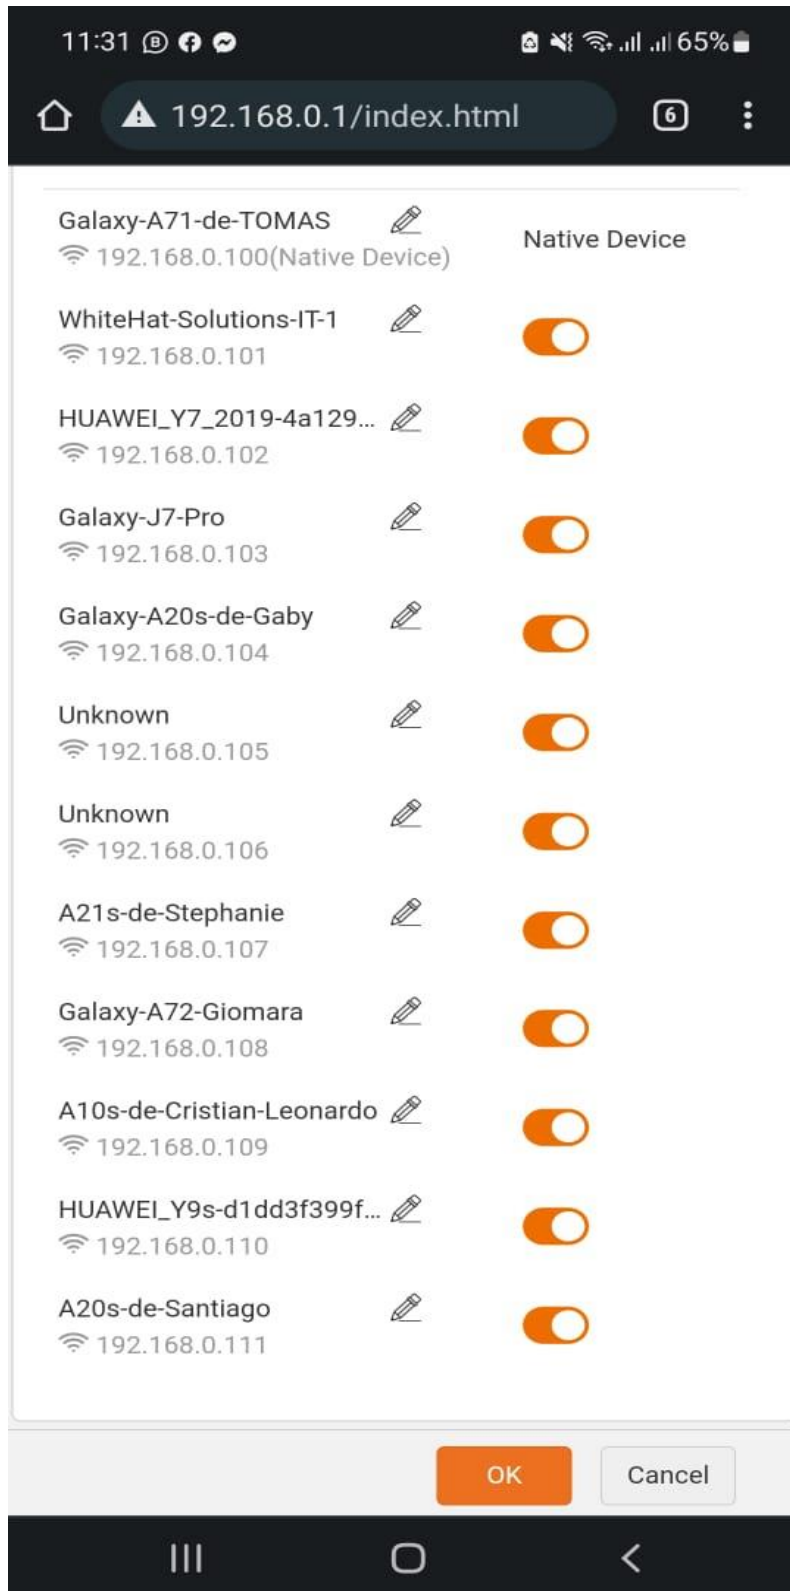 11:31 65%
192.168.0.1/index.html 6
Galaxy-A71-de-TOMAS
192.168.0.100(Native Device)
Native Device
WhiteHat-Solutions-IT-1
192.168.0.101
HUAWEI_Y7_2019-4a129...
192.168.0.102
Galaxy-J7-Pro
192.168.0.103
Galaxy-A20s-de-Gaby
192.168.0.104
Unknown
192.168.0.105
Unknown
192.168.0.106
A21s-de-Stephanie
192.168.0.107
Galaxy-A72-Giomara
192.168.0.108
A10s-de-Cristian-Leonardo
192.168.0.109
HUAWEI_Y9s-d1dd3f399f...
192.168.0.110
A20s-de-Santiago
192.168.0.111
OK Cancel